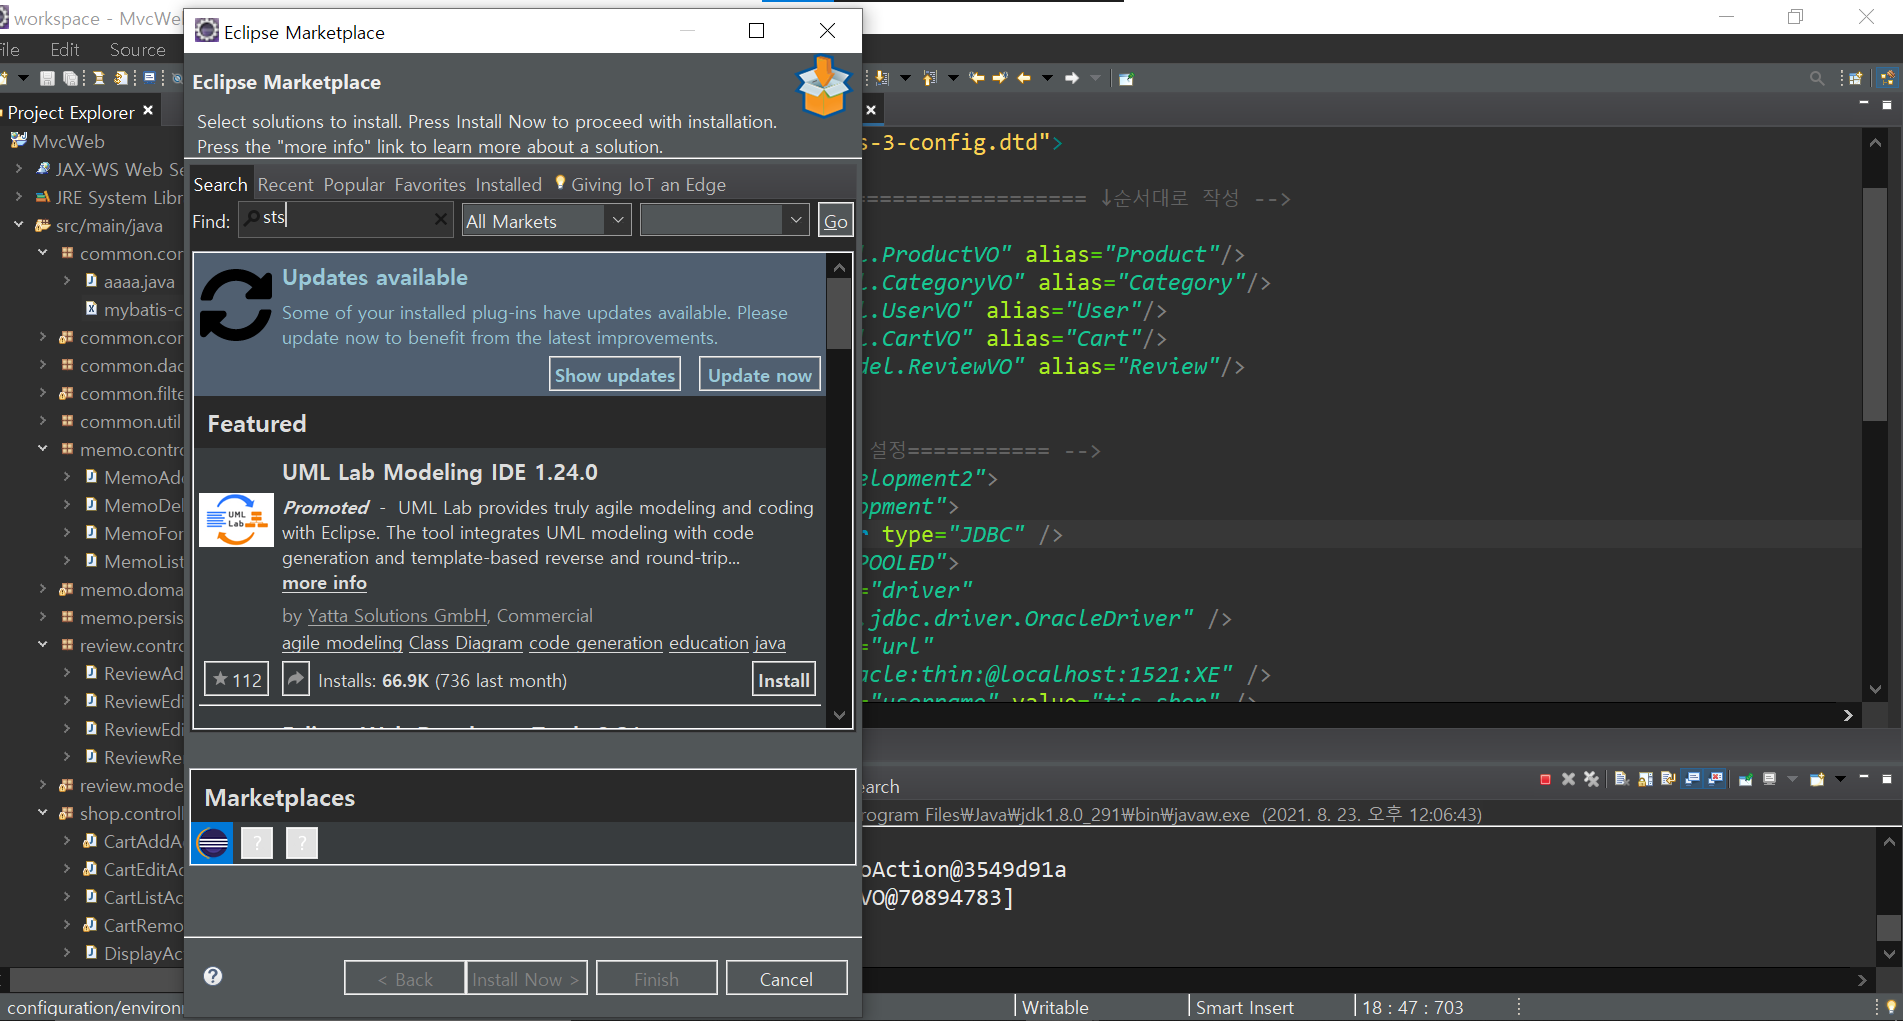 workspace - MvcWe
Eclipse Marketplace
File Edit Source
Project Explorer
MvcWeb
JAX-WS Web Se
JRE System Libr
src/main/java
common.cor
aaaa.java
mybatis-c
common.cor
common.dao
common.filte
common.util
memo.contro
MemoAdd
MemoDel
MemoFor
MemoList
memo.doma
memo.persis
review.contro
ReviewAd
ReviewEdi
ReviewEdi
ReviewRe
review.mode
shop.controll
CartAddA
CartEditAc
CartListAc
CartRemo
DisplayAc
Eclipse Marketplace
Select solutions to install. Press Install Now to proceed with installation.
Press the "more info" link to learn more about a solution.
Search Recent Popular Favorites Installed Giving IoT an Edge
Find: sts All Markets Go
Updates available
Some of your installed plug-ins have updates available. Please
update now to benefit from the latest improvements.
Show updates Update now
Featured
UML Lab Modeling IDE 1.24.0
Promoted - UML Lab provides truly agile modeling and coding
with Eclipse. The tool integrates UML modeling with code
generation and template-based reverse and round-trip...
more info
by Yatta Solutions GmbH, Commercial
agile modeling Class Diagram code generation education java
UML
Lab
112 Installs: 66.9K (736 last month) Install
Marketplaces
? ?
? < Back Install Now > Finish Cancel
s-3-config.dtd">
================== ↓순서대로 작성 -->
l.ProductVO" alias="Product"/>
l.CategoryVO" alias="Category"/>
l.UserVO" alias="User"/>
l.CartVO" alias="Cart"/>
del.ReviewVO" alias="Review"/>
설정=========== -->
elopment2">
opment">
r type="JDBC" />
POOLED">
="driver"
.jdbc.driver.OracleDriver" />
="url"
acle:thin:@localhost:1521:XE" />
="username" value="tis_shop" />
earch
rogram Files₩Java₩jdk1.8.0_291₩bin₩javaw.exe (2021. 8. 23. 오후 12:06:43)
oAction@3549d91a
VO@70894783]
configuration/environ Writable Smart Insert 18 : 47 : 703